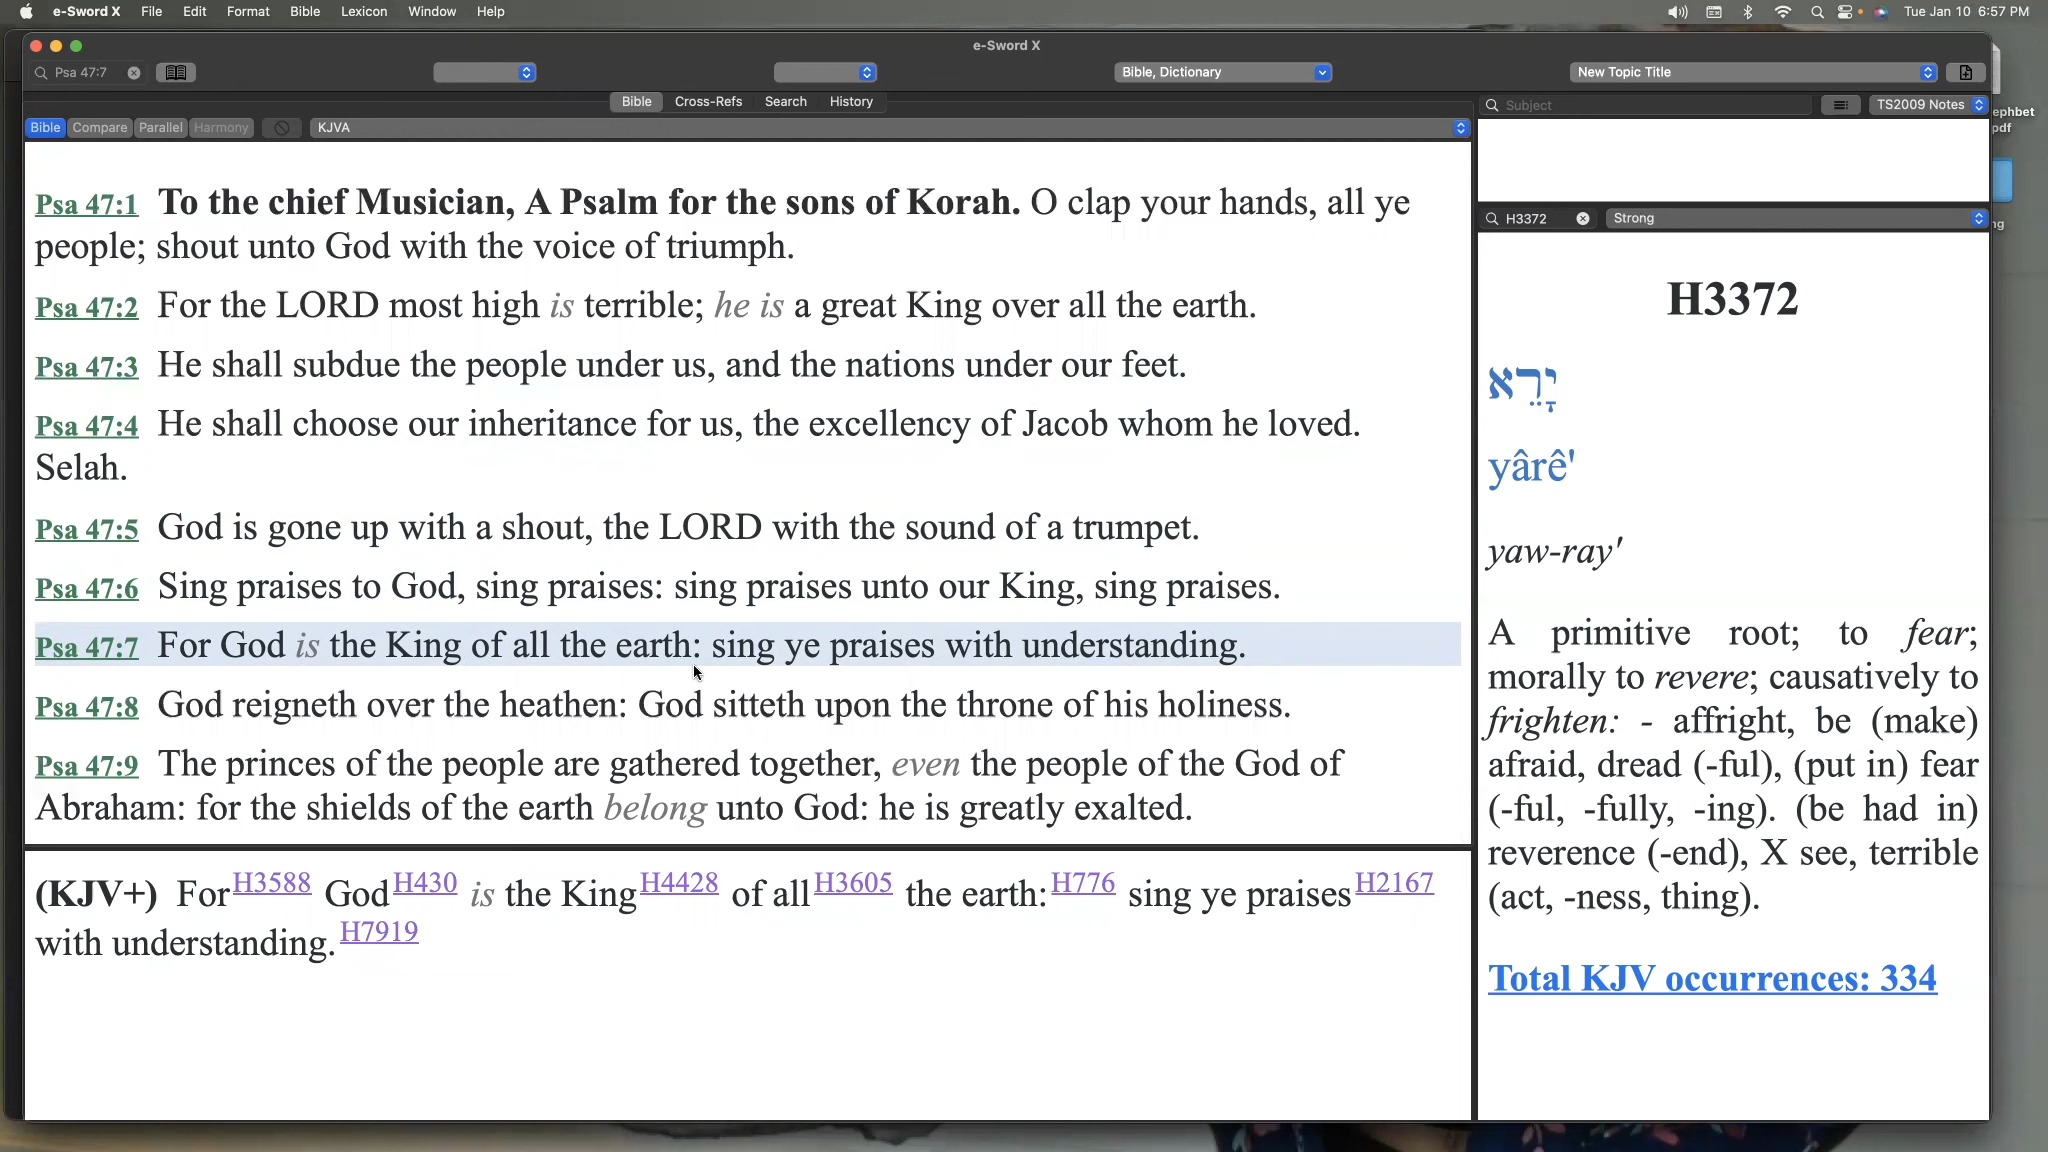 e-Sword X File Edit Format Bible Lexicon Window Help Tue Jan 10 6:57 PM
e-Sword X
Psa 47:7 Bible, Dictionary New Topic Title
Bible Cross-Refs Search History
Subject TS2009 Notes
Bible Compare Parallel Harmony KJVA
Psa 47:1 To the chief Musician, A Psalm for the sons of Korah. O clap your hands, all ye
people; shout unto God with the voice of triumph.
Psa 47:2 For the LORD most high is terrible; he is a great King over all the earth.
Psa 47:3 He shall subdue the people under us, and the nations under our feet.
Psa 47:4 He shall choose our inheritance for us, the excellency of Jacob whom he loved.
Selah.
Psa 47:5 God is gone up with a shout, the LORD with the sound of a trumpet.
Psa 47:6 Sing praises to God, sing praises: sing praises unto our King, sing praises.
Psa 47:7 For God is the King of all the earth: sing ye praises with understanding.
Psa 47:8 God reigneth over the heathen: God sitteth upon the throne of his holiness.
Psa 47:9 The princes of the people are gathered together, even the people of the God of
Abraham: for the shields of the earth belong unto God: he is greatly exalted.
(KJV+) For H3588 God H430 is the King H4428 of all H3605 the earth: H776 sing ye praises H2167
with understanding. H7919
H3372 Strong
H3372
יָרֵא
yârê'
yaw-ray'
A primitive root; to fear;
morally to revere; causatively to
frighten: - affright, be (make)
afraid, dread (-ful), (put in) fear
(-ful, -fully, -ing). (be had in)
reverence (-end), X see, terrible
(act, -ness, thing).
Total KJV occurrences: 334
ephbet
pdf
ng